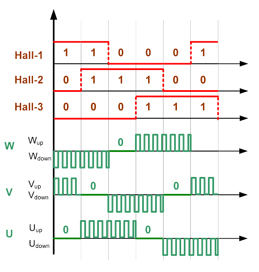 Hall-1 1 1 0 0 0 1
Hall-2 0 1 1 1 0 0
Hall-3 0 0 0 1 1 1
W Wup 0 0
Wdown
V Vup 0 0
Vdown
U Uup 0 0
Udown